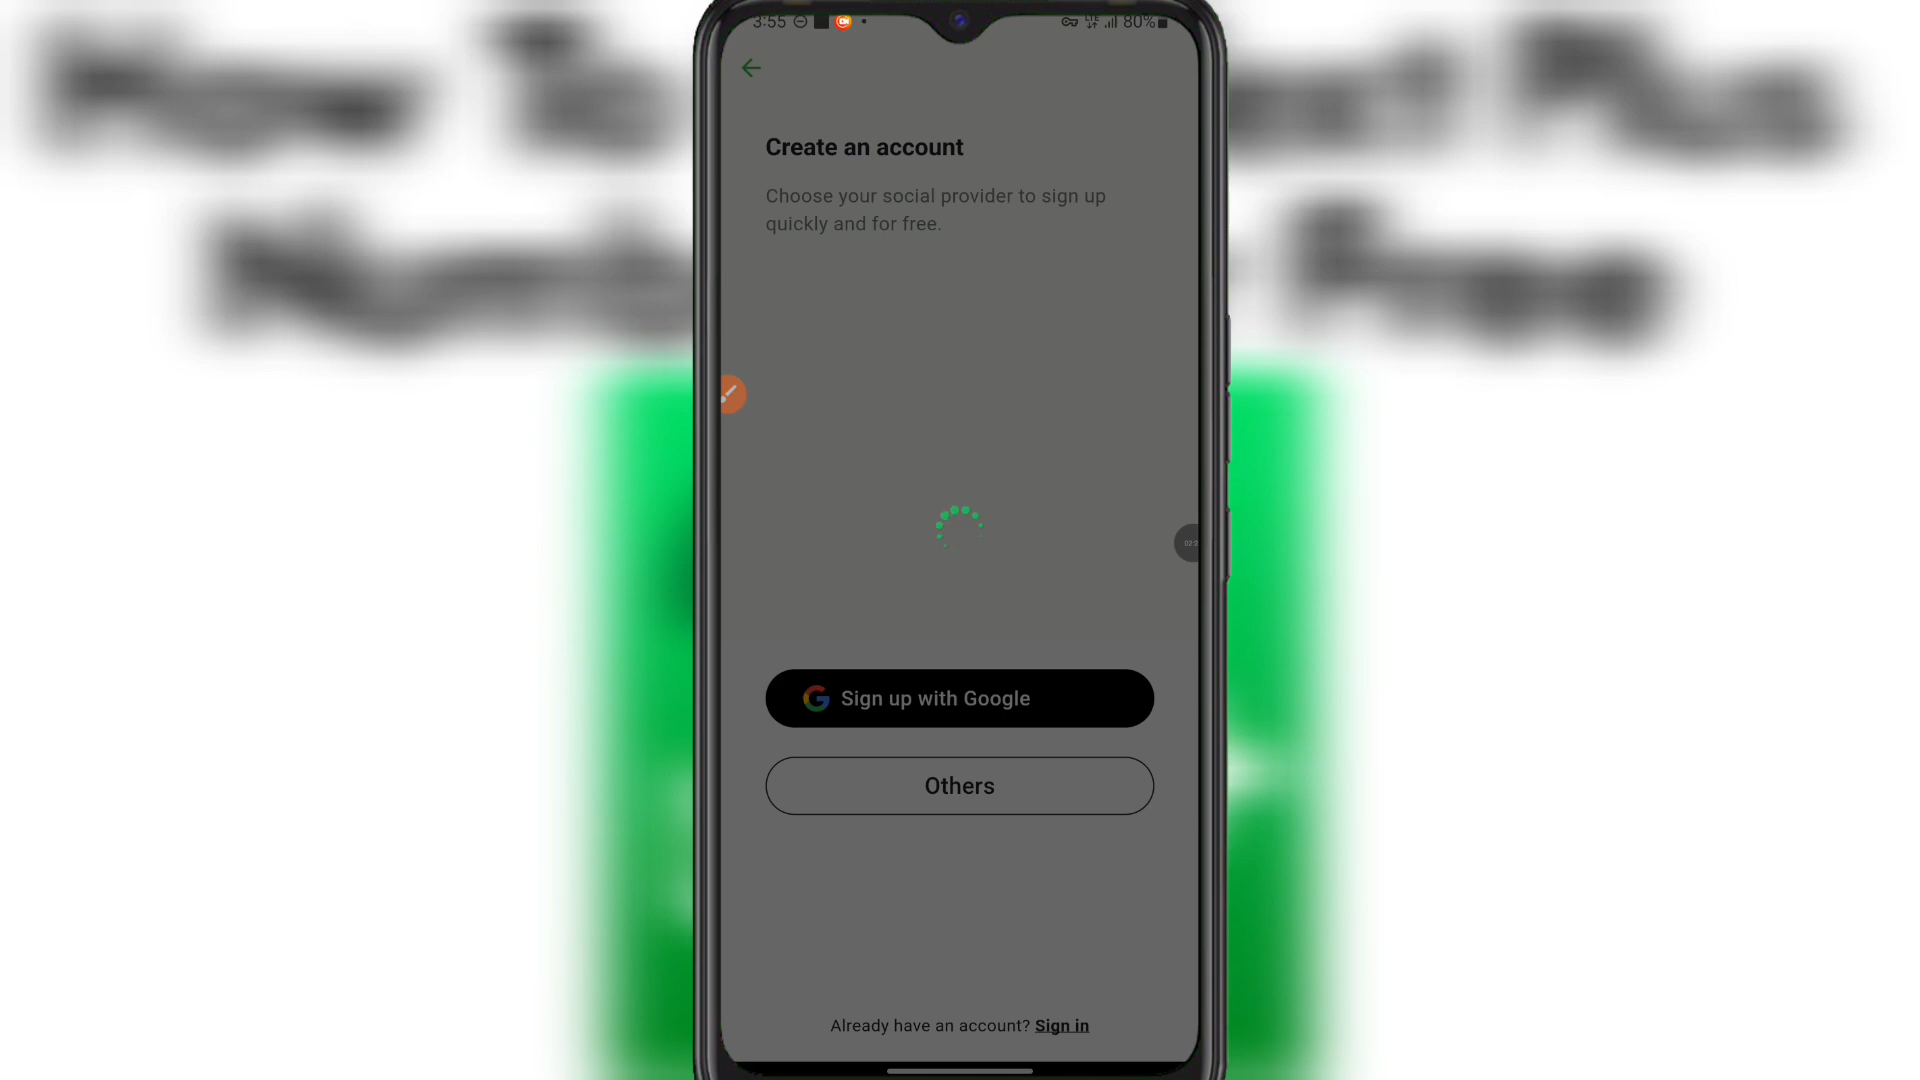 3:55
80%
Create an account
Choose your social provider to sign up
quickly and for free.
Sign up with Google
Others
Already have an account? Sign in